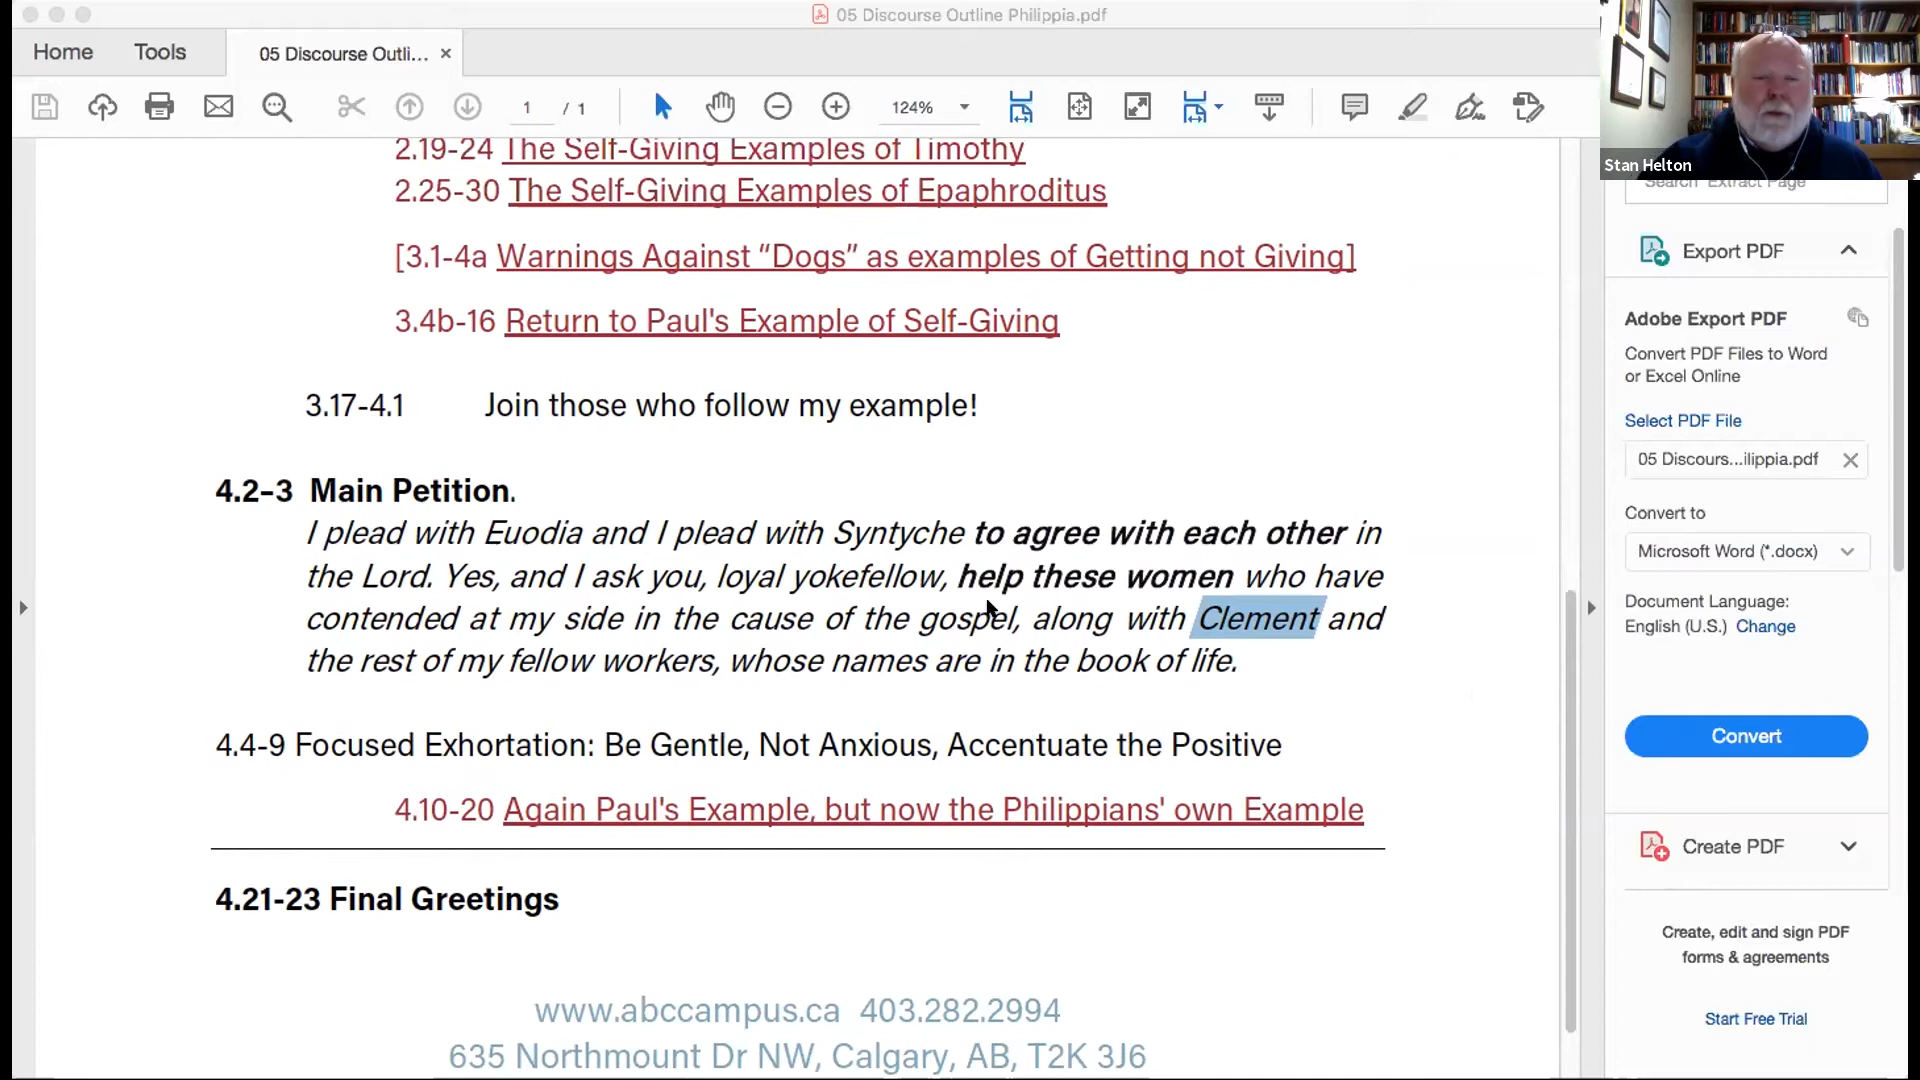 05 Discourse Outline Philippia.pdf
Home
Tools
05 Discourse Outli... ×
1 / 1
124%
Stan Helton
Search 'Extract Page'
2.19-24 The Self-Giving Examples of Timothy
2.25-30 The Self-Giving Examples of Epaphroditus
[3.1-4a Warnings Against “Dogs” as examples of Getting not Giving]
3.4b-16 Return to Paul's Example of Self-Giving
3.17-4.1 Join those who follow my example!
4.2–3 Main Petition.
I plead with Euodia and I plead with Syntyche to agree with each other in
the Lord. Yes, and I ask you, loyal yokefellow, help these women who have
contended at my side in the cause of the gospel, along with Clement and
the rest of my fellow workers, whose names are in the book of life.
4.4-9 Focused Exhortation: Be Gentle, Not Anxious, Accentuate the Positive
4.10-20 Again Paul's Example, but now the Philippians' own Example
4.21-23 Final Greetings
www.abccampus.ca 403.282.2994
635 Northmount Dr NW, Calgary, AB, T2K 3J6
Export PDF
Adobe Export PDF
Convert PDF Files to Word
or Excel Online
Select PDF File
05 Discours...ilippia.pdf
Convert to
Microsoft Word (*.docx)
Document Language:
English (U.S.) Change
Convert
Create PDF
Create, edit and sign PDF
forms & agreements
Start Free Trial